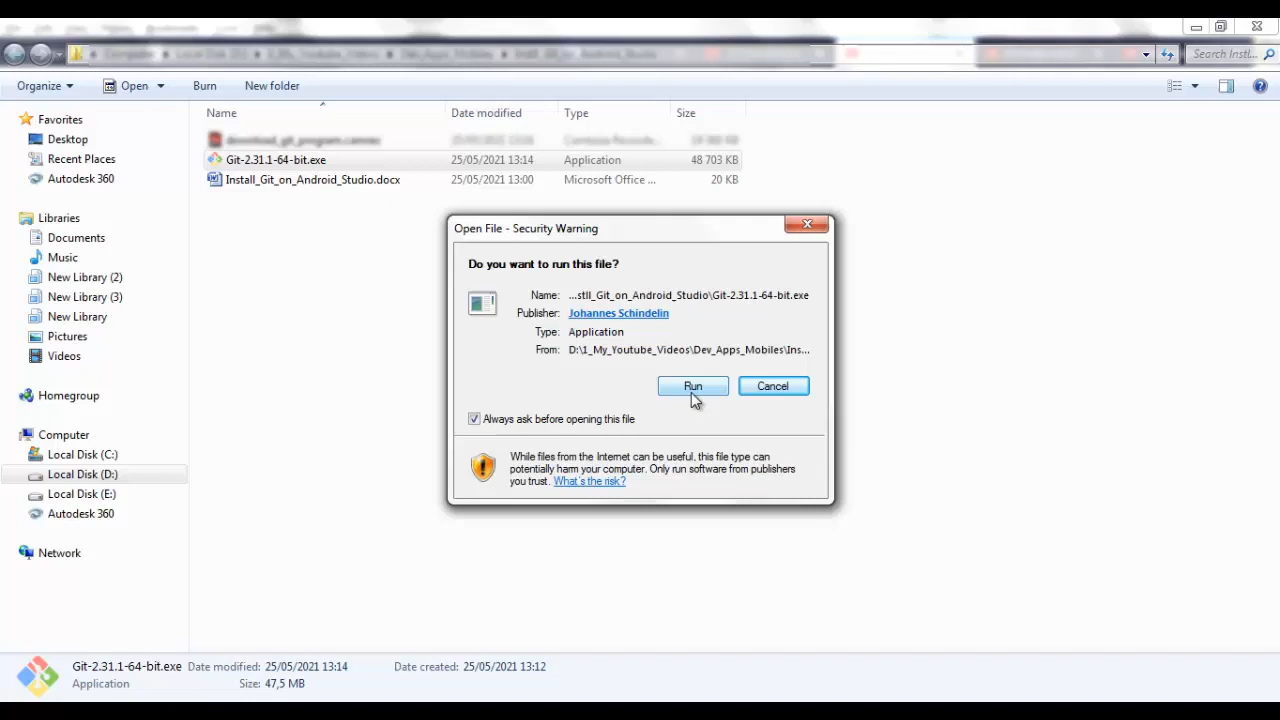 Search Instl...
Organize Open Burn New folder
Name Date modified Type Size
Git-2.31.1-64-bit.exe 25/05/2021 13:14 Application 48 703 KB
Install_Git_on_Android_Studio.docx 25/05/2021 13:00 Microsoft Office ... 20 KB
Favorites
Desktop
Recent Places
Autodesk 360
Libraries
Documents
Music
New Library (2)
New Library (3)
New Library
Pictures
Videos
Homegroup
Computer
Local Disk (C:)
Local Disk (D:)
Local Disk (E:)
Autodesk 360
Network
Open File - Security Warning
Do you want to run this file?
Name: ...stll_Git_on_Android_Studio\Git-2.31.1-64-bit.exe
Publisher: Johannes Schindelin
Type: Application
From: D:\1_My_Youtube_Videos\Dev_Apps_Mobiles\Ins...
Run Cancel
Always ask before opening this file
While files from the Internet can be useful, this file type can
potentially harm your computer. Only run software from publishers
you trust. What's the risk?
Git-2.31.1-64-bit.exe Date modified: 25/05/2021 13:14 Date created: 25/05/2021 13:12
Application Size: 47,5 MB